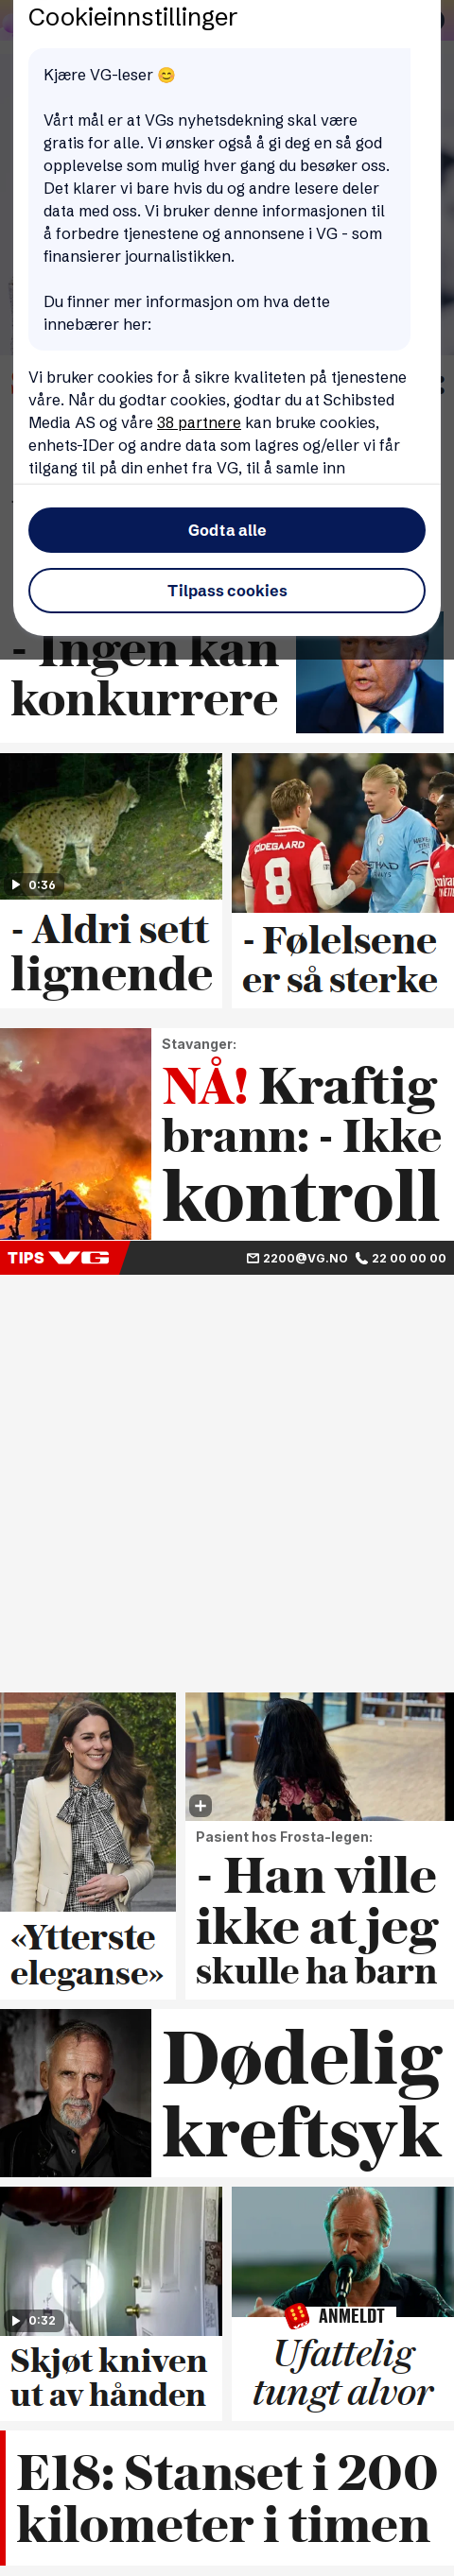 Cookieinnstillinger
Kjære VG-leser 😊
Vårt mål er at VGs nyhetsdekning skal være
gratis for alle. Vi ønsker også å gi deg en så god
opplevelse som mulig hver gang du besøker oss.
Det klarer vi bare hvis du og andre lesere deler
data med oss. Vi bruker denne informasjonen til
å forbedre tjenestene og annonsene i VG - som
finansierer journalistikken.
Du finner mer informasjon om hva dette
innebærer her:
Vi bruker cookies for å sikre kvaliteten på tjenestene
våre. Når du godtar cookies, godtar du at Schibsted
Media AS og våre 38 partnere kan bruke cookies,
enhets-IDer og andre data som lagres og/eller vi får
tilgang til på din enhet fra VG, til å samle inn
Godta alle
Tilpass cookies
- Ingen kan
konkurrere
0:36
- Aldri sett
lignende
ØDEGAARD
8
ETIHAD
- Følelsene
er så sterke
Stavanger:
NÅ! Kraftig
brann: - Ikke
kontroll
TIPS VG
2200@VG.NO 22 00 00 00
«Ytterste
eleganse»
Pasient hos Frosta-legen:
- Han ville
ikke at jeg
skulle ha barn
Dødelig
kreftsyk
0:32
Skjøt kniven
ut av hånden
VG
ANMELDT
Ufattelig
tungt alvor
E18: Stanset i 200
kilometer i timen